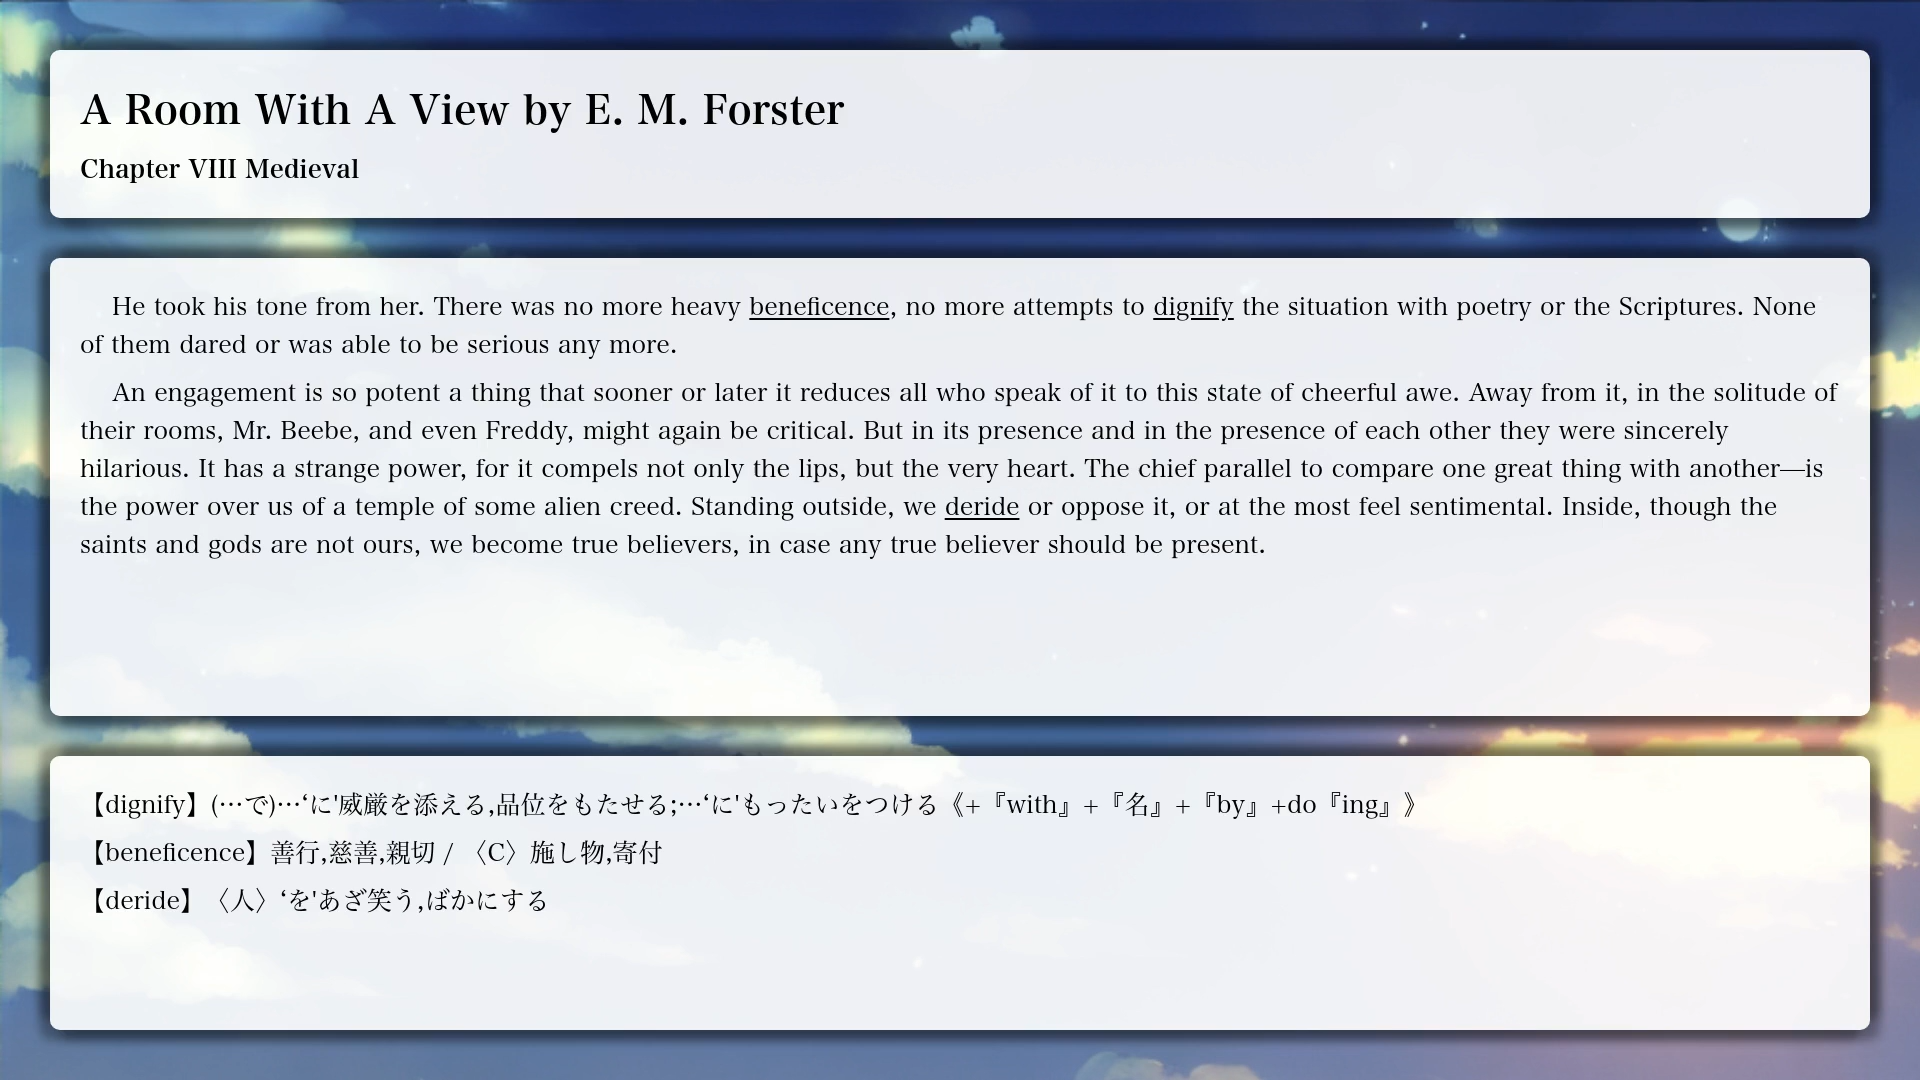 A Room With A View by E. M. Forster
Chapter VIII Medieval
He took his tone from her. There was no more heavy beneficence, no more attempts to dignify the situation with poetry or the Scriptures. None
of them dared or was able to be serious any more.
An engagement is so potent a thing that sooner or later it reduces all who speak of it to this state of cheerful awe. Away from it, in the solitude of
their rooms, Mr. Beebe, and even Freddy, might again be critical. But in its presence and in the presence of each other they were sincerely
hilarious. It has a strange power, for it compels not only the lips, but the very heart. The chief parallel to compare one great thing with another—is
the power over us of a temple of some alien creed. Standing outside, we deride or oppose it, or at the most feel sentimental. Inside, though the
saints and gods are not ours, we become true believers, in case any true believer should be present.
【dignify】(…で)…‘に'威厳を添える,品位をもたせる;…‘に'もったいをつける《+『with』+『名』+『by』+do『ing』》
【beneficence】善行,慈善,親切 / 〈C〉施し物,寄付
【deride】〈人〉‘を'あざ笑う,ばかにする